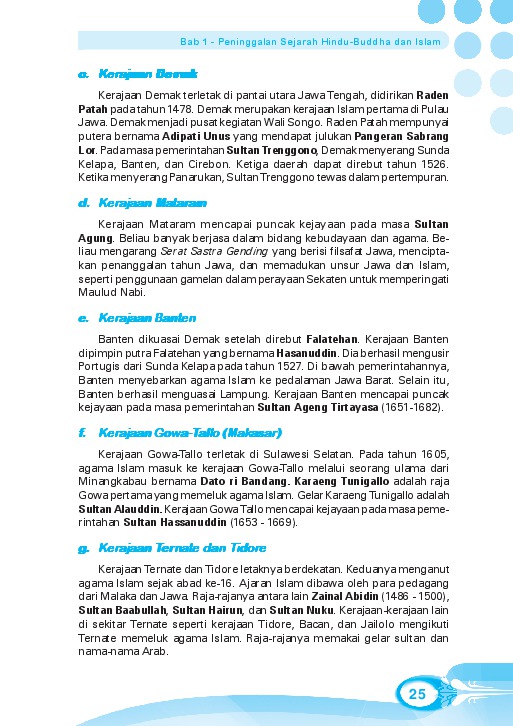 Bab 1 - Peninggalan Sejarah Hindu-Buddha dan Islam
c. Kerajaan Demak
Kerajaan Demak terletak di pantai utara Jawa Tengah, didirikan Raden
Patah pada tahun 1478. Demak merupakan kerajaan Islam pertama di Pulau
Jawa. Demak menjadi pusat kegiatan Wali Songo. Raden Patah mempunyai
putera bernama Adipati Unus yang mendapat julukan Pangeran Sabrang
Lor. Pada masa pemerintahan Sultan Trenggono, Demak menyerang Sunda
Kelapa, Banten, dan Cirebon. Ketiga daerah dapat direbut tahun 1526.
Ketika menyerang Panarukan, Sultan Trenggono tewas dalam pertempuran.
d. Kerajaan Mataram
Kerajaan Mataram mencapai puncak kejayaan pada masa Sultan
Agung. Beliau banyak berjasa dalam bidang kebudayaan dan agama. Be-
liau mengarang Serat Sastra Gending yang berisi filsafat Jawa, mencipta-
kan penanggalan tahun Jawa, dan memadukan unsur Jawa dan Islam,
seperti penggunaan gamelan dalam perayaan Sekaten untuk memperingati
Maulud Nabi.
e. Kerajaan Banten
Banten dikuasai Demak setelah direbut Falatehan. Kerajaan Banten
dipimpin putra Falatehan yang bernama Hasanuddin. Dia berhasil mengusir
Portugis dari Sunda Kelapa pada tahun 1527. Di bawah pemerintahannya,
Banten menyebarkan agama Islam ke pedalaman Jawa Barat. Selain itu,
Banten berhasil menguasai Lampung. Kerajaan Banten mencapai puncak
kejayaan pada masa pemerintahan Sultan Ageng Tirtayasa (1651-1682).
f. Kerajaan Gowa-Tallo (Makasar)
Kerajaan Gowa-Tallo terletak di Sulawesi Selatan. Pada tahun 1605,
agama Islam masuk ke kerajaan Gowa-Tallo melalui seorang ulama dari
Minangkabau bernama Dato ri Bandang. Karaeng Tunigallo adalah raja
Gowa pertama yang memeluk agama Islam. Gelar Karaeng Tunigallo adalah
Sultan Alauddin. Kerajaan Gowa Tallo mencapai kejayaan pada masa peme-
rintahan Sultan Hassanuddin (1653 - 1669).
g. Kerajaan Ternate dan Tidore
Kerajaan Ternate dan Tidore letaknya berdekatan. Keduanya menganut
agama Islam sejak abad ke-16. Ajaran Islam dibawa oleh para pedagang
dari Malaka dan Jawa. Raja-rajanya antara lain Zainal Abidin (1486 - 1500),
Sultan Baabullah, Sultan Hairun, dan Sultan Nuku. Kerajaan-kerajaan lain
di sekitar Ternate seperti kerajaan Tidore, Bacan, dan Jailolo mengikuti
Ternate memeluk agama Islam. Raja-rajanya memakai gelar sultan dan
nama-nama Arab.
25